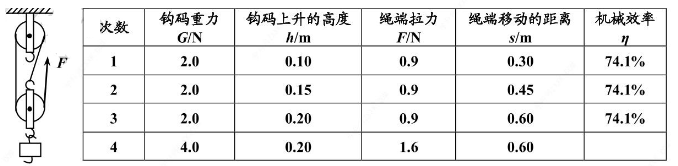 F
次数 钩码重力 G/N 钩码上升的高度 h/m 绳端拉力 F/N 绳端移动的距离 s/m 机械效率 η
1 2.0 0.10 0.9 0.30 74.1%
2 2.0 0.15 0.9 0.45 74.1%
3 2.0 0.20 0.9 0.60 74.1%
4 4.0 0.20 1.6 0.60